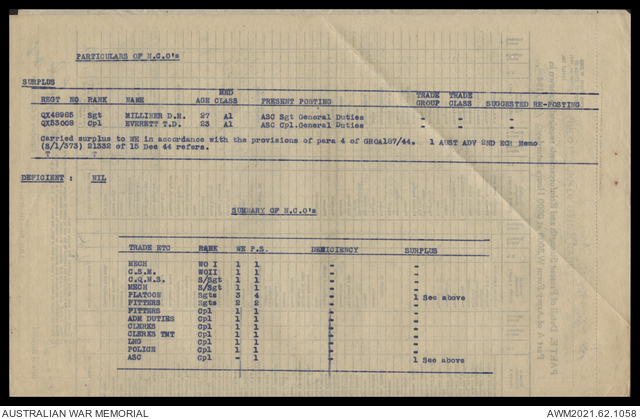 PARTICULARS OF N.C.O's
SURPLUS
REGT NO RANK NAME AGE MED CLASS PRESENT POSTING TRADE GROUP TRADE CLASS SUGGESTED RE-POSTING
QX48985 Sgt MILLINER D.H. 27 A1 ASC Sgt General Duties - - -
QX53008 Cpl EVERETT T.D. 23 A1 ASC Cpl.General Duties - - -
Carried surplus to WE in accordance with the provisions of para 4 of GROA187/44. 1 AUST ADV 2ND ECH Memo
(S/1/373) 21332 of 15 Dec 44 refers.
DEFICIENT : NIL
SUMMARY OF N.C.O's
TRADE ETC RANK WE P.S. DEFICIENCY SURPLUS
MECH WO I 1 1 - -
C.S.M. WOII 1 1 - -
C.Q.M.S. S/Sgt 1 1 - -
MECH S/Sgt 1 1 - -
PLATOON Sgts 3 4 - 1 See above
FITTERS Sgts 2 2 - -
FITTERS Cpl 1 1 - -
ADM DUTIES Cpl 1 1 - -
CLERKS Cpl 1 1 - -
CLERKS TMT Cpl 1 1 - -
LNG Cpl 1 1 - -
POLICE Cpl 1 1 - -
ASC Cpl - 1 - 1 See above
AUSTRALIAN WAR MEMORIAL AWM2021.62.1058